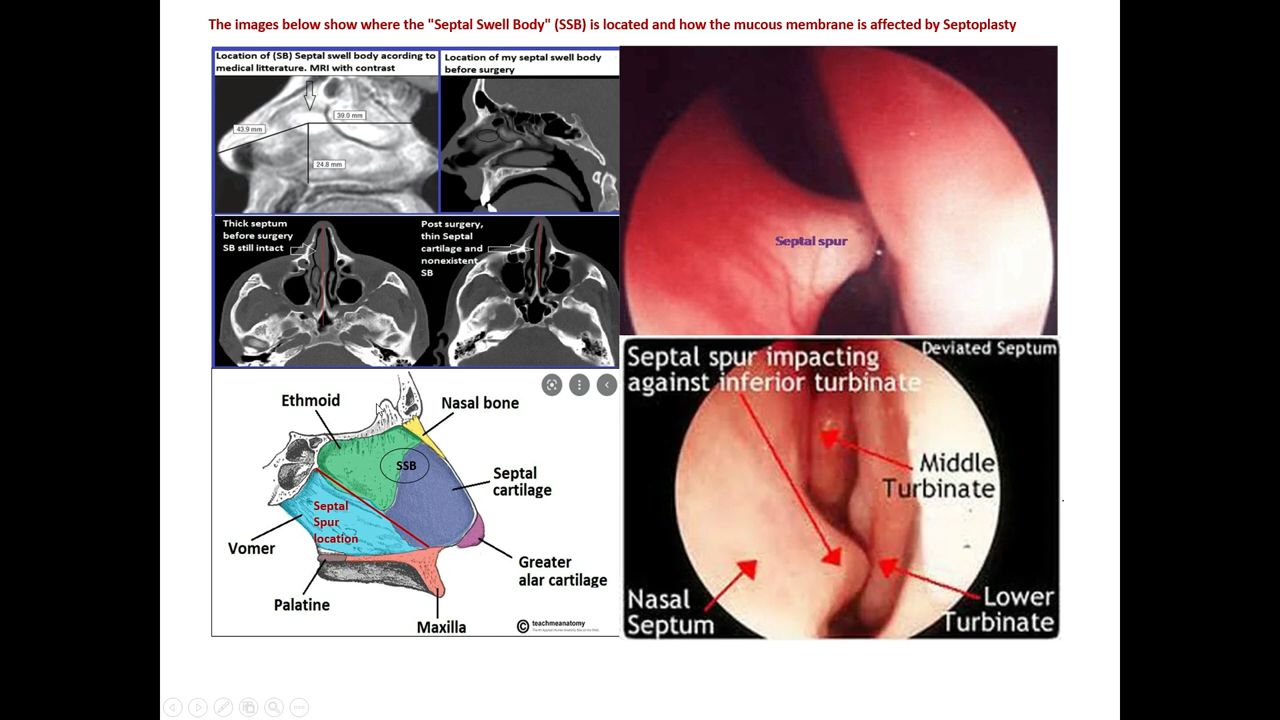 The images below show where the "Septal Swell Body" (SSB) is located and how the mucous membrane is affected by Septoplasty
Location of (SB) Septal swell body acording to
medical litterature. MRI with contrast
43.9 mm
39.0 mm
24.8 mm
Location of my septal swell body
before surgery
Thick septum
before surgery
SB still intact
Post surgery,
thin Septal
cartilage and
nonexistent
SB
Septal spur
Ethmoid
Nasal bone
SSB
Septal
cartilage
Septal
Spur
location
Vomer
Greater
alar cartilage
Palatine
Maxilla
© teachmeanatomy
Deviated Septum
Septal spur impacting
against inferior turbinate
Middle
Turbinate
Nasal
Septum
Lower
Turbinate